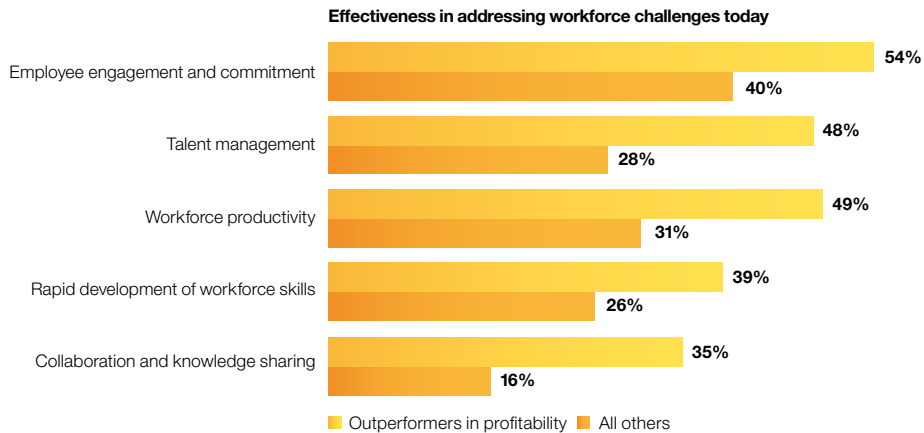 Effectiveness in addressing workforce challenges today
Employee engagement and commitment
54%
40%
Talent management
48%
28%
Workforce productivity
49%
31%
Rapid development of workforce skills
39%
26%
Collaboration and knowledge sharing
35%
16%
Outperformers in profitability All others